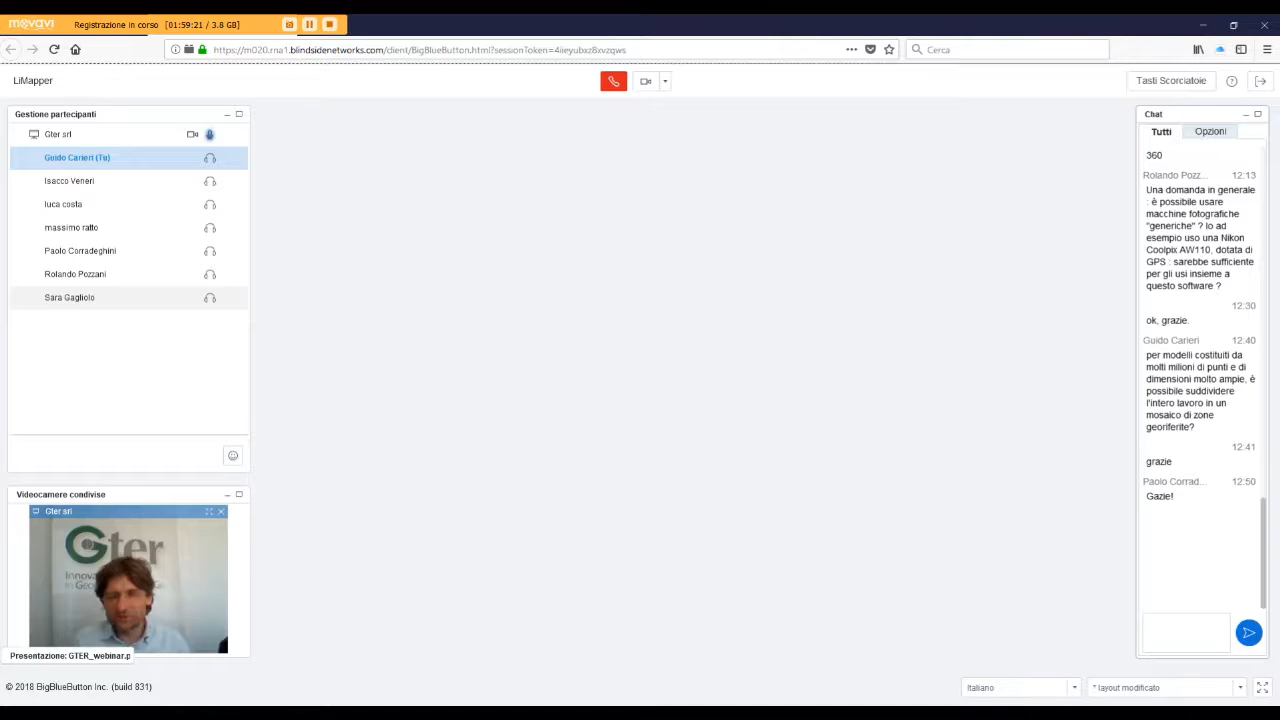 movavi Registrazione in corso [01:59:21 / 3.8 GB]
https://m020.rna1.blindsidenetworks.com/client/BigBlueButton.html?sessionToken=4iieyubxz8xvzqws
Cerca
LiMapper
Tasti Scorciatoie
Gestione partecipanti
Gter srl
Guido Carieri (Tu)
Isacco Veneri
luca costa
massimo ratto
Paolo Corradeghini
Rolando Pozzani
Sara Gagliolo
Videocamere condivise
Gter srl
Gter
Presentazione: GTER_webinar.p
Chat
Tutti Opzioni
360
Rolando Pozz... 12:13
Una domanda in generale
: è possibile usare
macchine fotografiche
"generiche" ? Io ad
esempio uso una Nikon
Coolpix AW110, dotata di
GPS : sarebbe sufficiente
per gli usi insieme a
questo software ?
12:30
ok, grazie.
Guido Carieri 12:40
per modelli costituiti da
molti milioni di punti e di
dimensioni molto ampie, è
possibile suddividere
l'intero lavoro in un
mosaico di zone
georiferite?
12:41
grazie
Paolo Corrad... 12:50
Gazie!
© 2018 BigBlueButton Inc. (build 831)
Italiano
* layout modificato